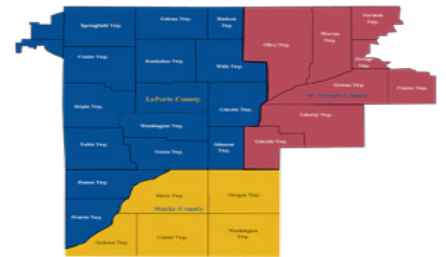 Springfield Twp.
Galena Twp.
Hudson
Twp.
Center Twp.
Kankakee Twp.
Wills Twp.
LaPorte County
Lincoln Twp.
Washington Twp.
Noble Twp.
Union Twp.
Johnson
Twp.
Prairie Twp.
Olive Twp.
Warren
Twp.
German
Twp.
Portage
Twp.
Greene Twp.
Centre Twp.
St. Joseph County
Liberty Twp.
Lincoln Twp.
Davis Twp.
Oregon Twp.
Starke County
Jackson Twp.
Center Twp.
Washington
Twp.